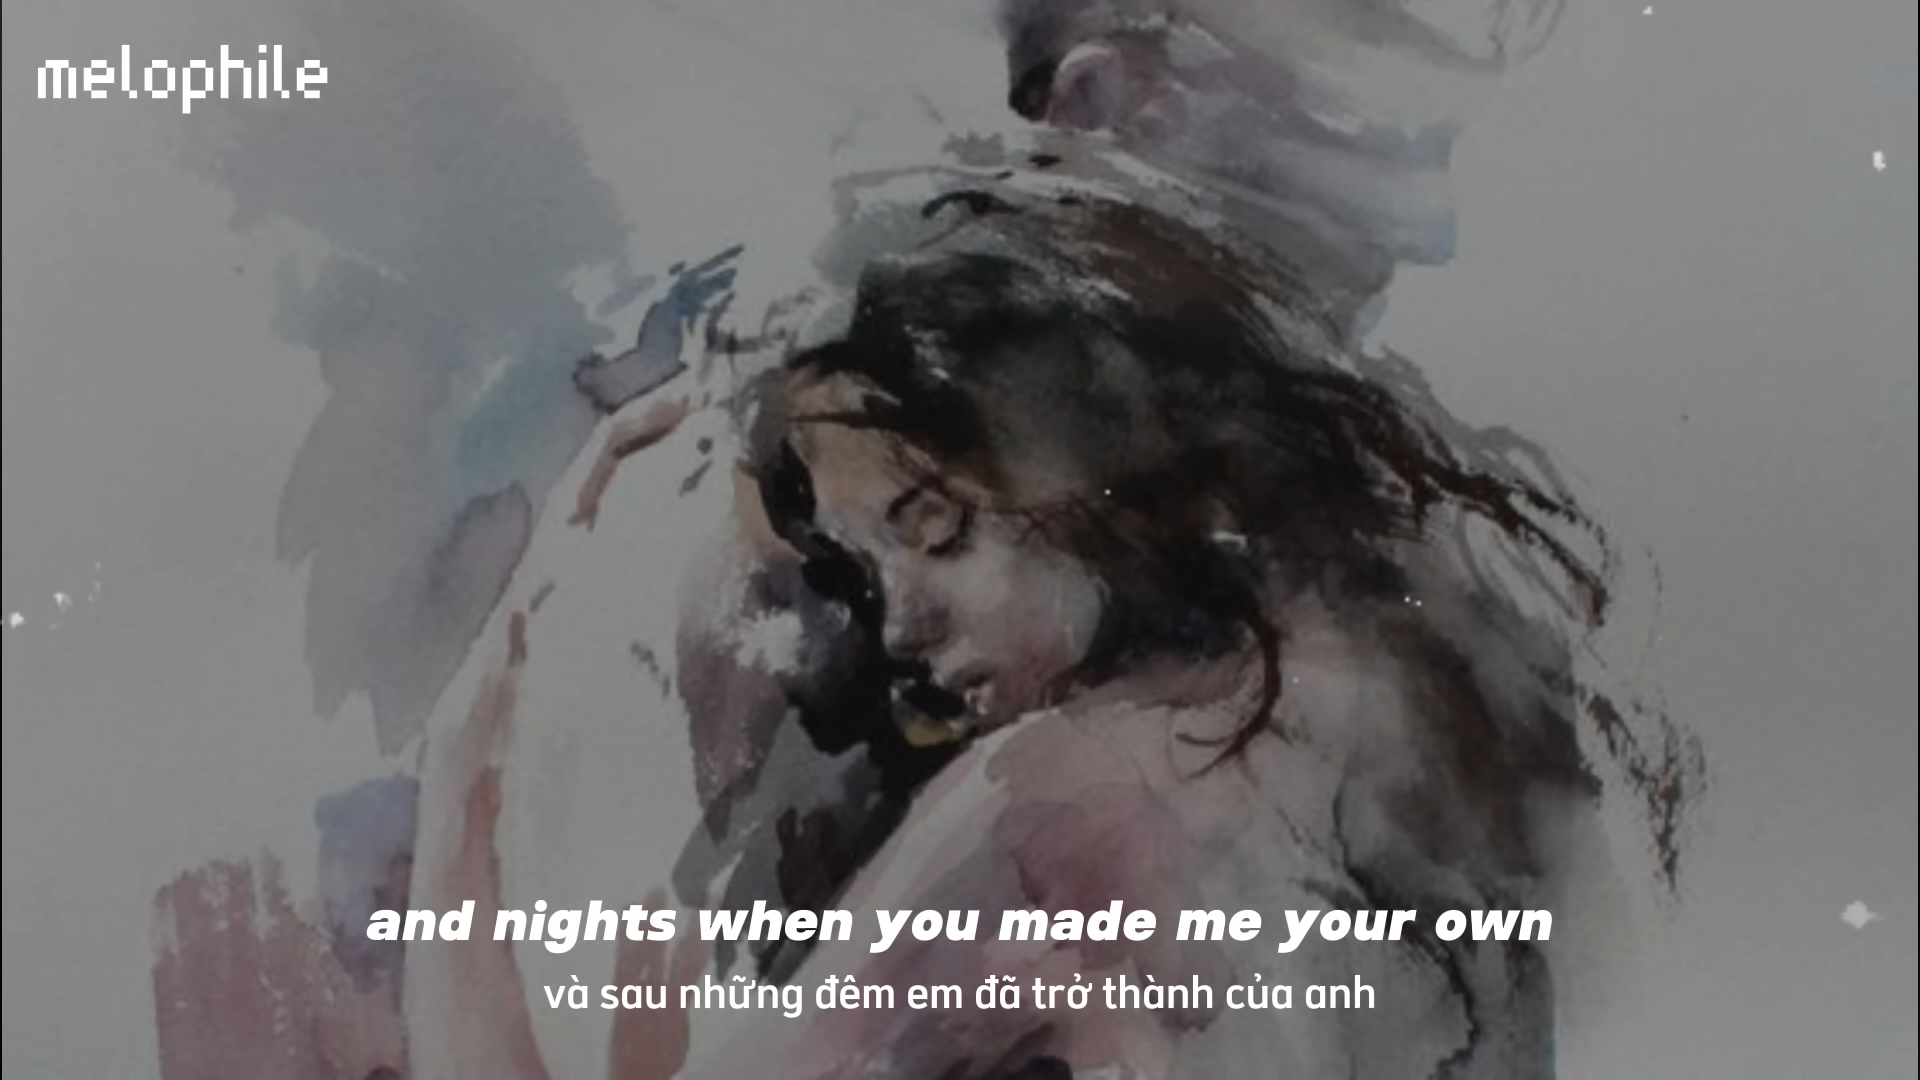 melophile
and nights when you made me your own
và sau những đêm em đã trở thành của anh